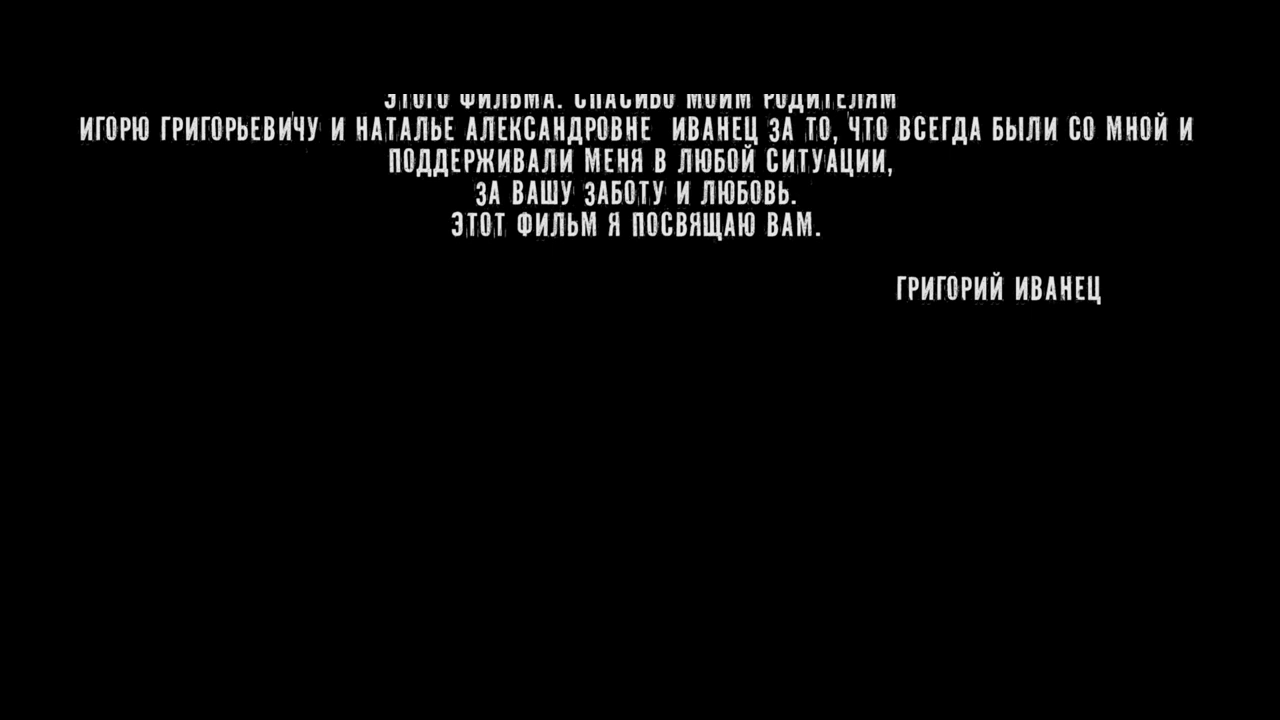 ЭТОГО ФИЛЬМА. СПАСИБО МОИМ РОДИТЕЛЯМ
ИГОРЮ ГРИГОРЬЕВИЧУ И НАТАЛЬЕ АЛЕКСАНДРОВНЕ ИВАНЕЦ ЗА ТО, ЧТО ВСЕГДА БЫЛИ СО МНОЙ И
ПОДДЕРЖИВАЛИ МЕНЯ В ЛЮБОЙ СИТУАЦИИ,
ЗА ВАШУ ЗАБОТУ И ЛЮБОВЬ.
ЭТОТ ФИЛЬМ Я ПОСВЯЩАЮ ВАМ.
ГРИГОРИЙ ИВАНЕЦ